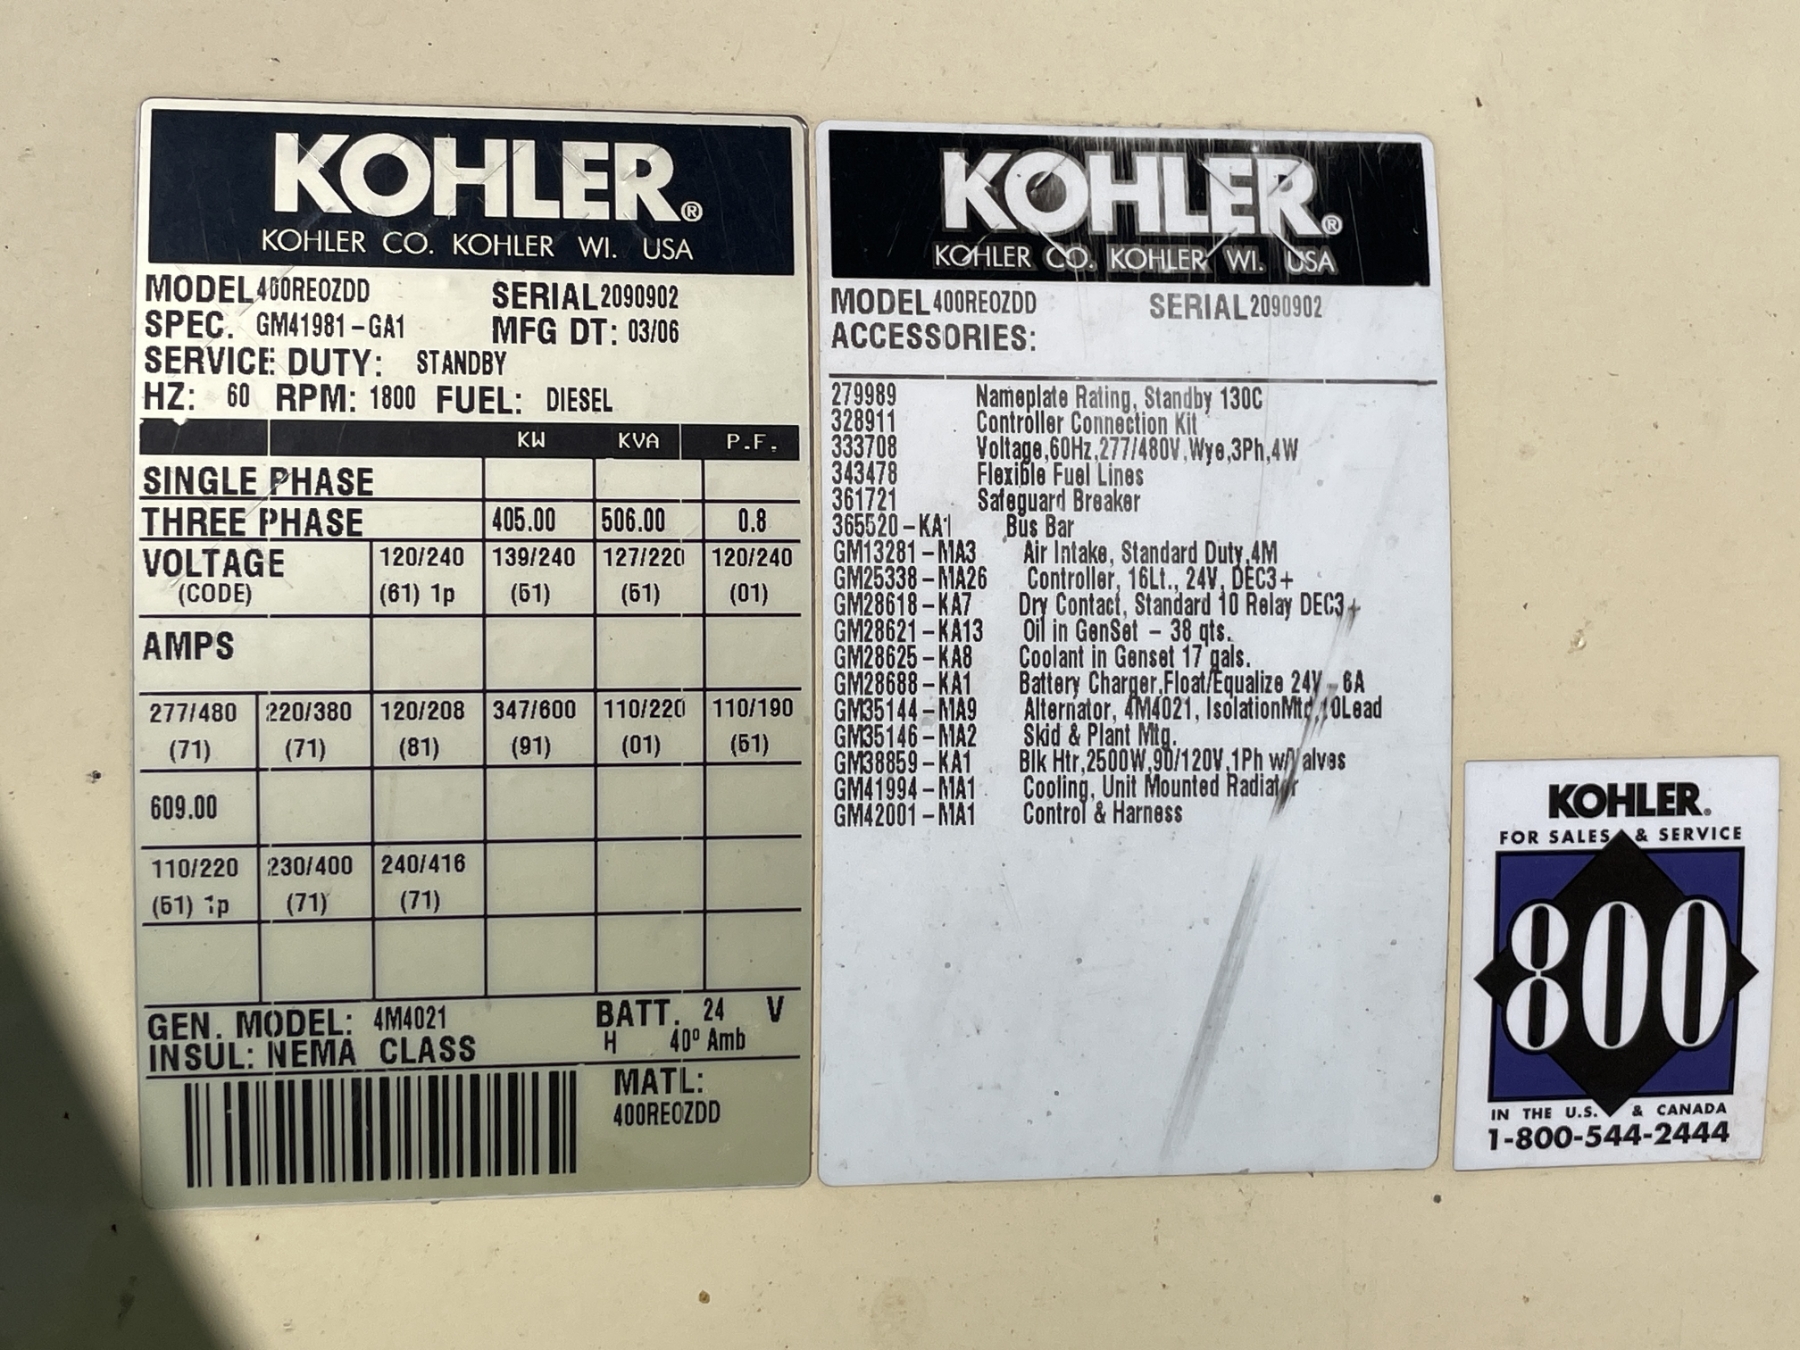 KOHLER®
KOHLER CO. KOHLER WI. USA
MODEL 400REOZDD SERIAL 2090902
SPEC. GM41981-GA1 MFG DT: 03/06
SERVICE DUTY: STANDBY
HZ: 60 RPM: 1800 FUEL: DIESEL
KW KVA P.F.
SINGLE PHASE
THREE PHASE 405.00 506.00 0.8
VOLTAGE 120/240 139/240 127/220 120/240
(CODE) (61) 1p (51) (61) (01)
AMPS
277/480 220/380 120/208 347/600 110/220 110/190
(71) (71) (81) (91) (01) (61)
609.00
110/220 230/400 240/416
(51) 1p (71) (71)
GEN. MODEL: 4M4021 BATT. 24 V
INSUL: NEMA CLASS H 40° Amb
MATL:
400REOZDD
KOHLER®
KOHLER CO. KOHLER WI. USA
MODEL 400REOZDD SERIAL 2090902
ACCESSORIES:
279989 Nameplate Rating, Standby 130C
328911 Controller Connection Kit
333708 Voltage,60Hz,277/480V,Wye,3Ph,4W
343478 Flexible Fuel Lines
361721 Safeguard Breaker
365520-KA1 Bus Bar
GM13281-MA3 Air Intake, Standard Duty,4M
GM25338-MA26 Controller, 16Lt., 24V, DEC3+
GM28618-KA7 Dry Contact, Standard 10 Relay DEC3+
GM28621-KA13 Oil in GenSet - 38 qts.
GM28625-KA8 Coolant in Genset 17 gals.
GM28688-KA1 Battery Charger,Float/Equalize 24V - 6A
GM35144-MA9 Alternator, 4M4021, IsolationMtd,10Lead
GM35146-MA2 Skid & Plant Mtg.
GM38859-KA1 Blk Htr,2500W,90/120V,1Ph w/Valves
GM41994-MA1 Cooling, Unit Mounted Radiator
GM42001-MA1 Control & Harness
KOHLER®
FOR SALES & SERVICE
800
IN THE U.S. & CANADA
1-800-544-2444